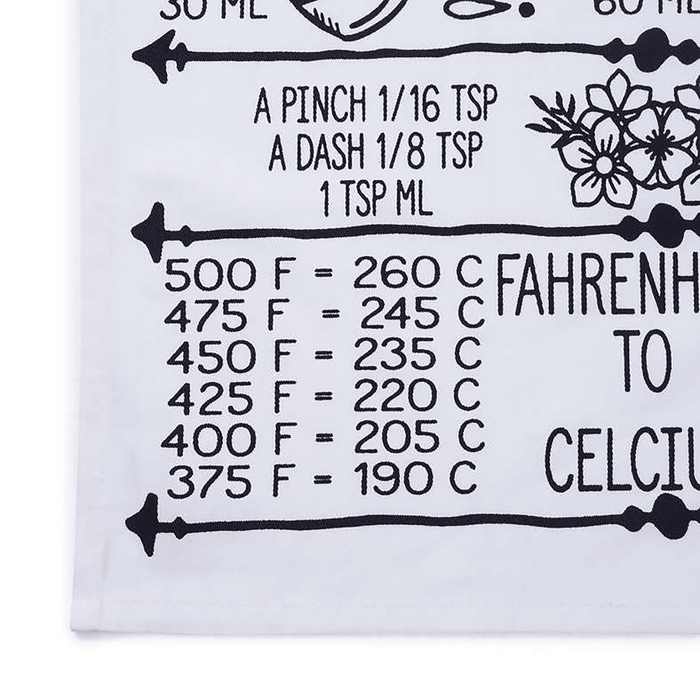 30 ML 60 ML
A PINCH 1/16 TSP
A DASH 1/8 TSP
1 TSP ML
500 F = 260 C
475 F = 245 C
450 F = 235 C
425 F = 220 C
400 F = 205 C
375 F = 190 C
FAHRENH
TO
CELCIU